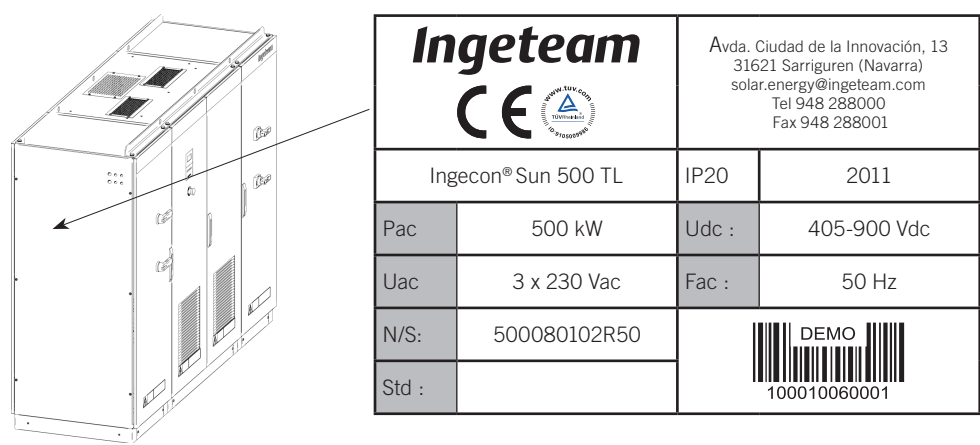 Ingeteam
Avda. Ciudad de la Innovación, 13
31621 Sarriguren (Navarra)
solar.energy@ingeteam.com
Tel 948 288000
Fax 948 288001
CE
www.tuv.com
TÜVRheinland
ID:9105009986
Ingecon® Sun 500 TL
IP20
2011
Pac
500 kW
Udc :
405-900 Vdc
Uac
3 x 230 Vac
Fac :
50 Hz
N/S:
500080102R50
DEMO
100010060001
Std :